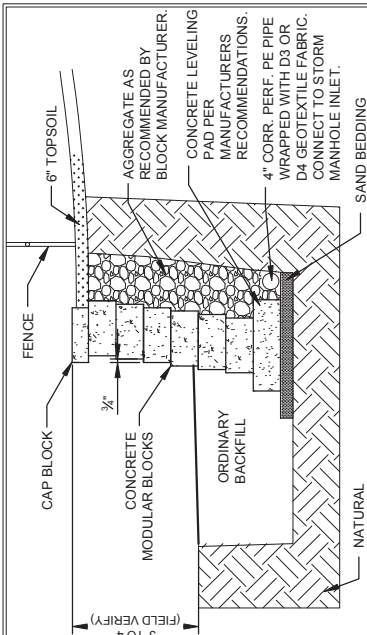 FENCE
6" TOPSOIL
CAP BLOCK
AGGREGATE AS
RECOMMENDED BY
BLOCK MANUFACTURER.
3/4"
CONCRETE LEVELING
PAD PER
MANUFACTURERS
RECOMMENDATIONS.
CONCRETE
MODULAR BLOCKS
4" CORR. PERF. PE PIPE
WRAPPED WITH D3 OR
D4 GEOTEXTILE FABRIC.
CONNECT TO STORM
MANHOLE INLET.
ORDINARY
BACKFILL
TO 4
(FIELD VERIFY)
SAND BEDDING
NATURAL